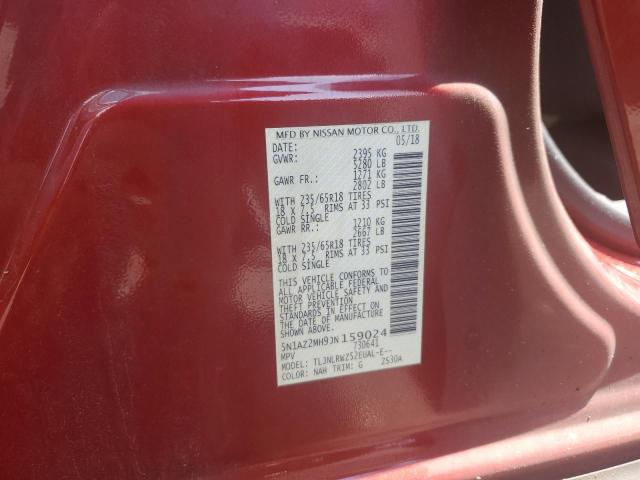 MFD BY NISSAN MOTOR CO., LTD.
DATE: 05/18
GVWR: 2395 KG
5280 LB
GAWR FR.: 1271 KG
2802 LB
WITH 235/65R18 TIRES
18 X 7.5 RIMS AT 33 PSI
COLD SINGLE
GAWR RR.: 1210 KG
2667 LB
WITH 235/65R18 TIRES
18 X 7.5 RIMS AT 33 PSI
COLD SINGLE
THIS VEHICLE CONFORMS TO
ALL APPLICABLE FEDERAL
MOTOR VEHICLE SAFETY AND
THEFT PREVENTION
STANDARDS IN EFFECT ON
THE DATE OF MANUFACTURE
SHOWN ABOVE.
5N1AZ2MH9JN159024
MPV 730641
MODEL: TLJNLRWZ52EUAL-E--
COLOR: NAH TRIM: G 2S30A